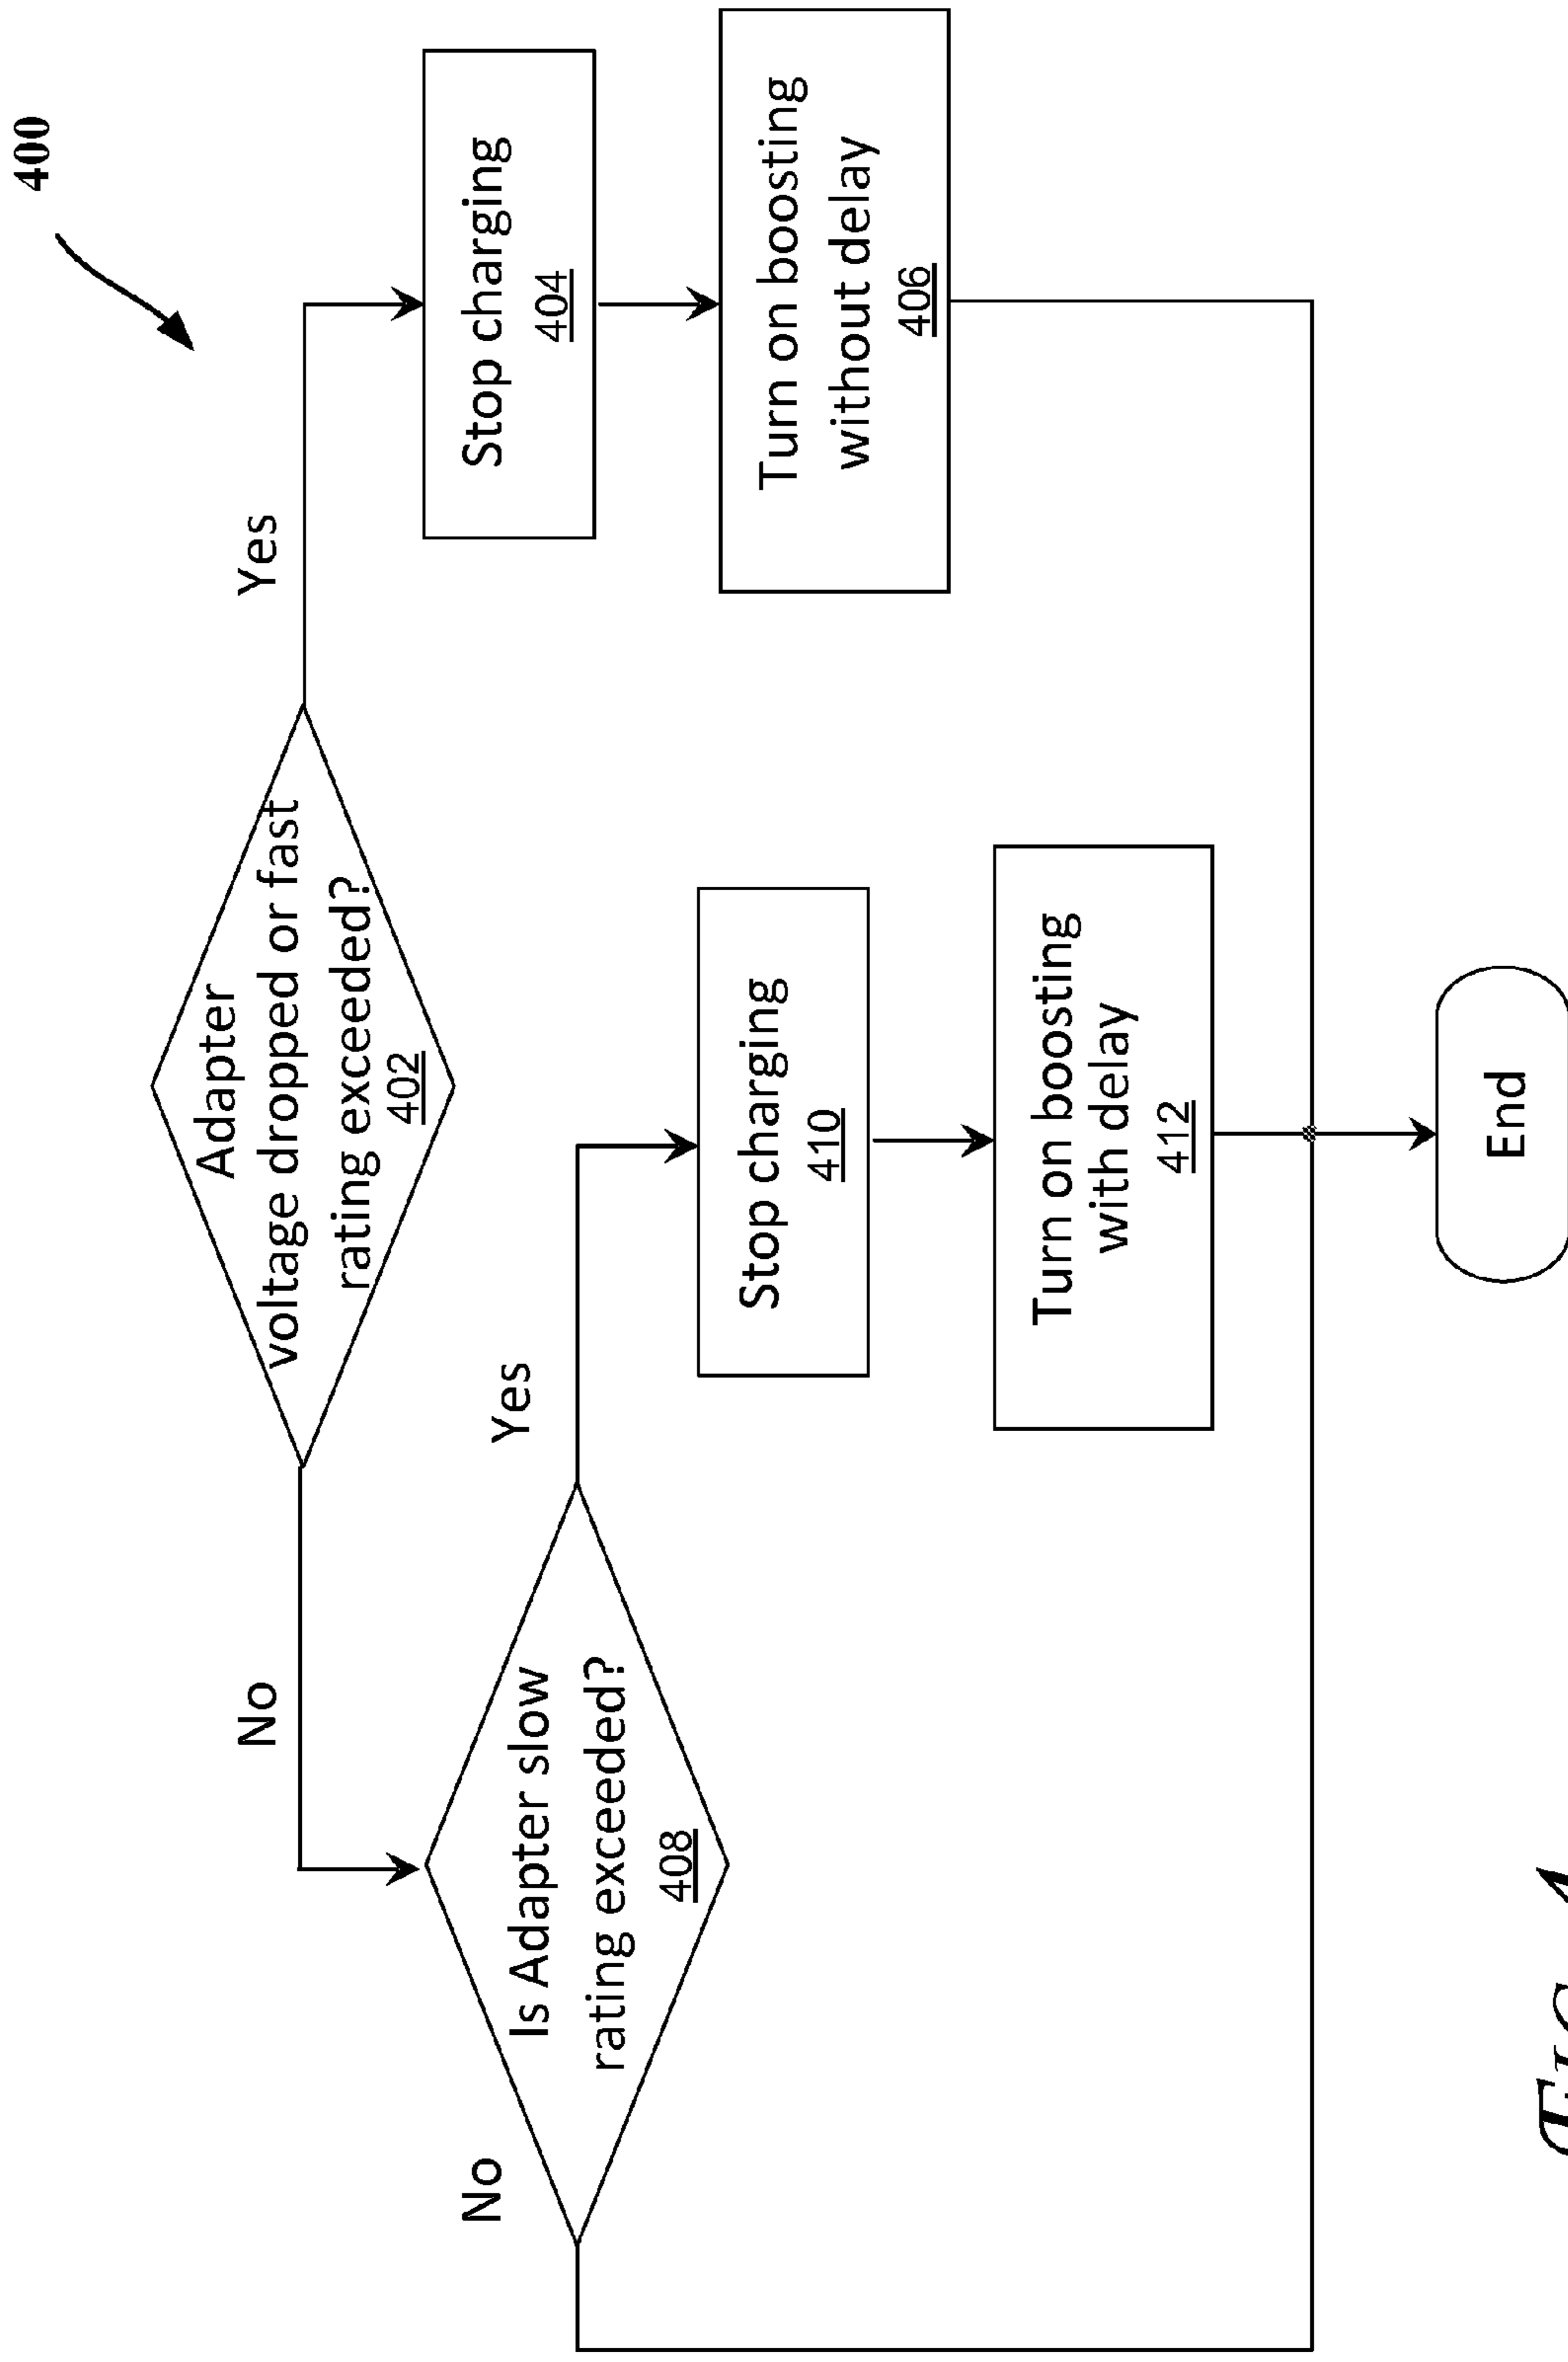 400
Adapter
voltage dropped or fast
rating exceeded?
402
Yes
No
Stop charging
404
Turn on boosting
without delay
406
Is Adapter slow
rating exceeded?
408
Yes
No
Stop charging
410
Turn on boosting
with delay
412
End
FIG. 4